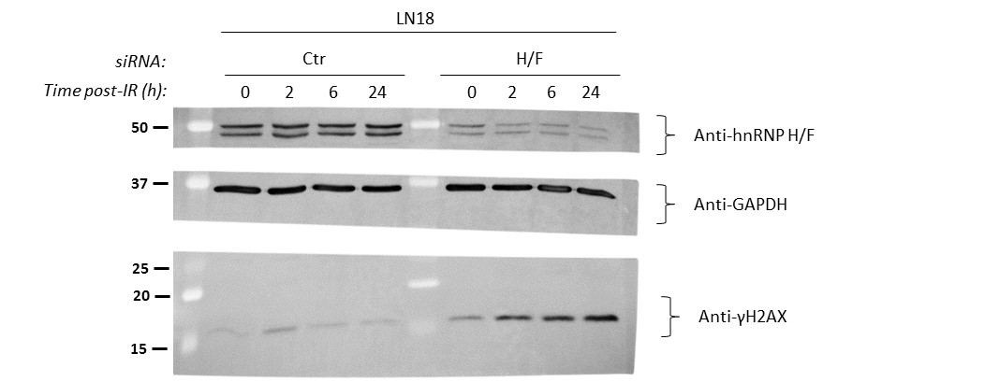 LN18
siRNA: Ctr H/F
Time post-IR (h): 0 2 6 24 0 2 6 24
50 Anti-hnRNP H/F
37 Anti-GAPDH
25
20
Anti-γH2AX
15